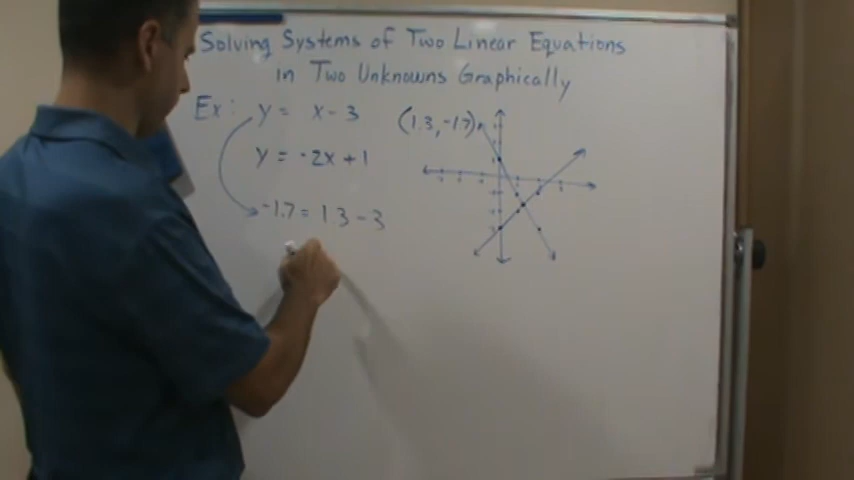 Solving Systems of Two Linear Equations
in Two Unknowns Graphically
Ex: y = x - 3
(1.3, -1.7)
y = -2x + 1
-1.7 = 1.3 - 3